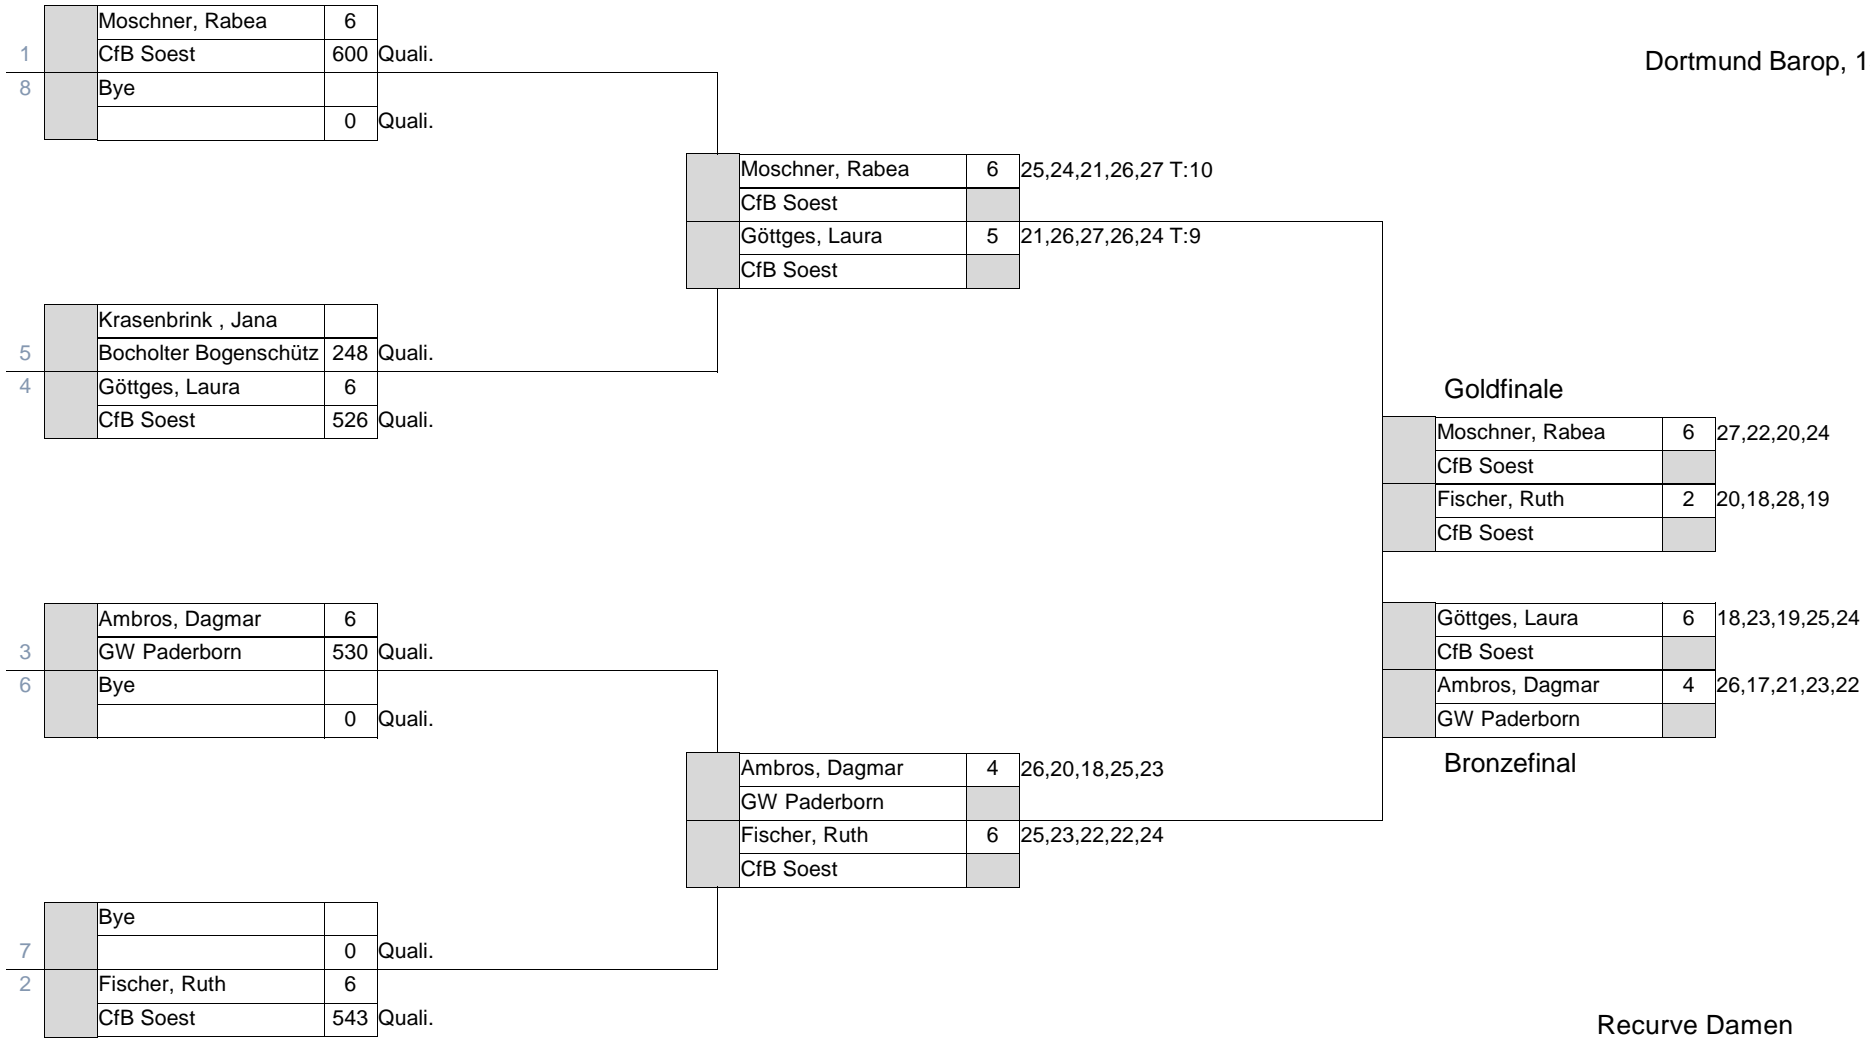 Moschner, Rabea 6
1 CfB Soest 600 Quali.
Dortmund Barop, 1
8 Bye
0 Quali.
Moschner, Rabea 6 25,24,21,26,27 T:10
CfB Soest
Göttges, Laura 5 21,26,27,26,24 T:9
CfB Soest
Krasenbrink , Jana
5 Bocholter Bogenschütz 248 Quali.
4 Göttges, Laura 6
CfB Soest 526 Quali.
Goldfinale
Moschner, Rabea 6 27,22,20,24
CfB Soest
Fischer, Ruth 2 20,18,28,19
CfB Soest
Ambros, Dagmar 6
3 GW Paderborn 530 Quali.
6 Bye
0 Quali.
Göttges, Laura 6 18,23,19,25,24
CfB Soest
Ambros, Dagmar 4 26,17,21,23,22
GW Paderborn
Bronzefinal
Ambros, Dagmar 4 26,20,18,25,23
GW Paderborn
Fischer, Ruth 6 25,23,22,22,24
CfB Soest
Bye
7 0 Quali.
2 Fischer, Ruth 6
CfB Soest 543 Quali.
Recurve Damen